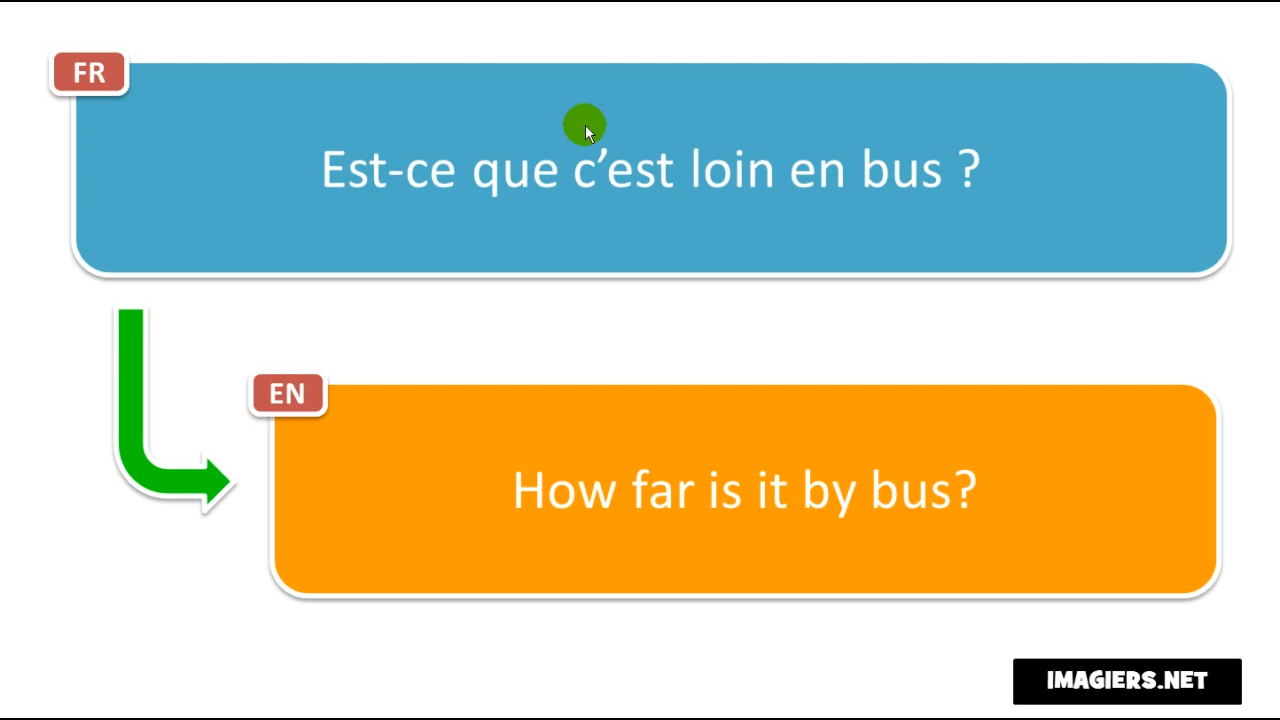 FR
Est-ce que c’est loin en bus ?
EN
How far is it by bus?
IMAGIERS.NET